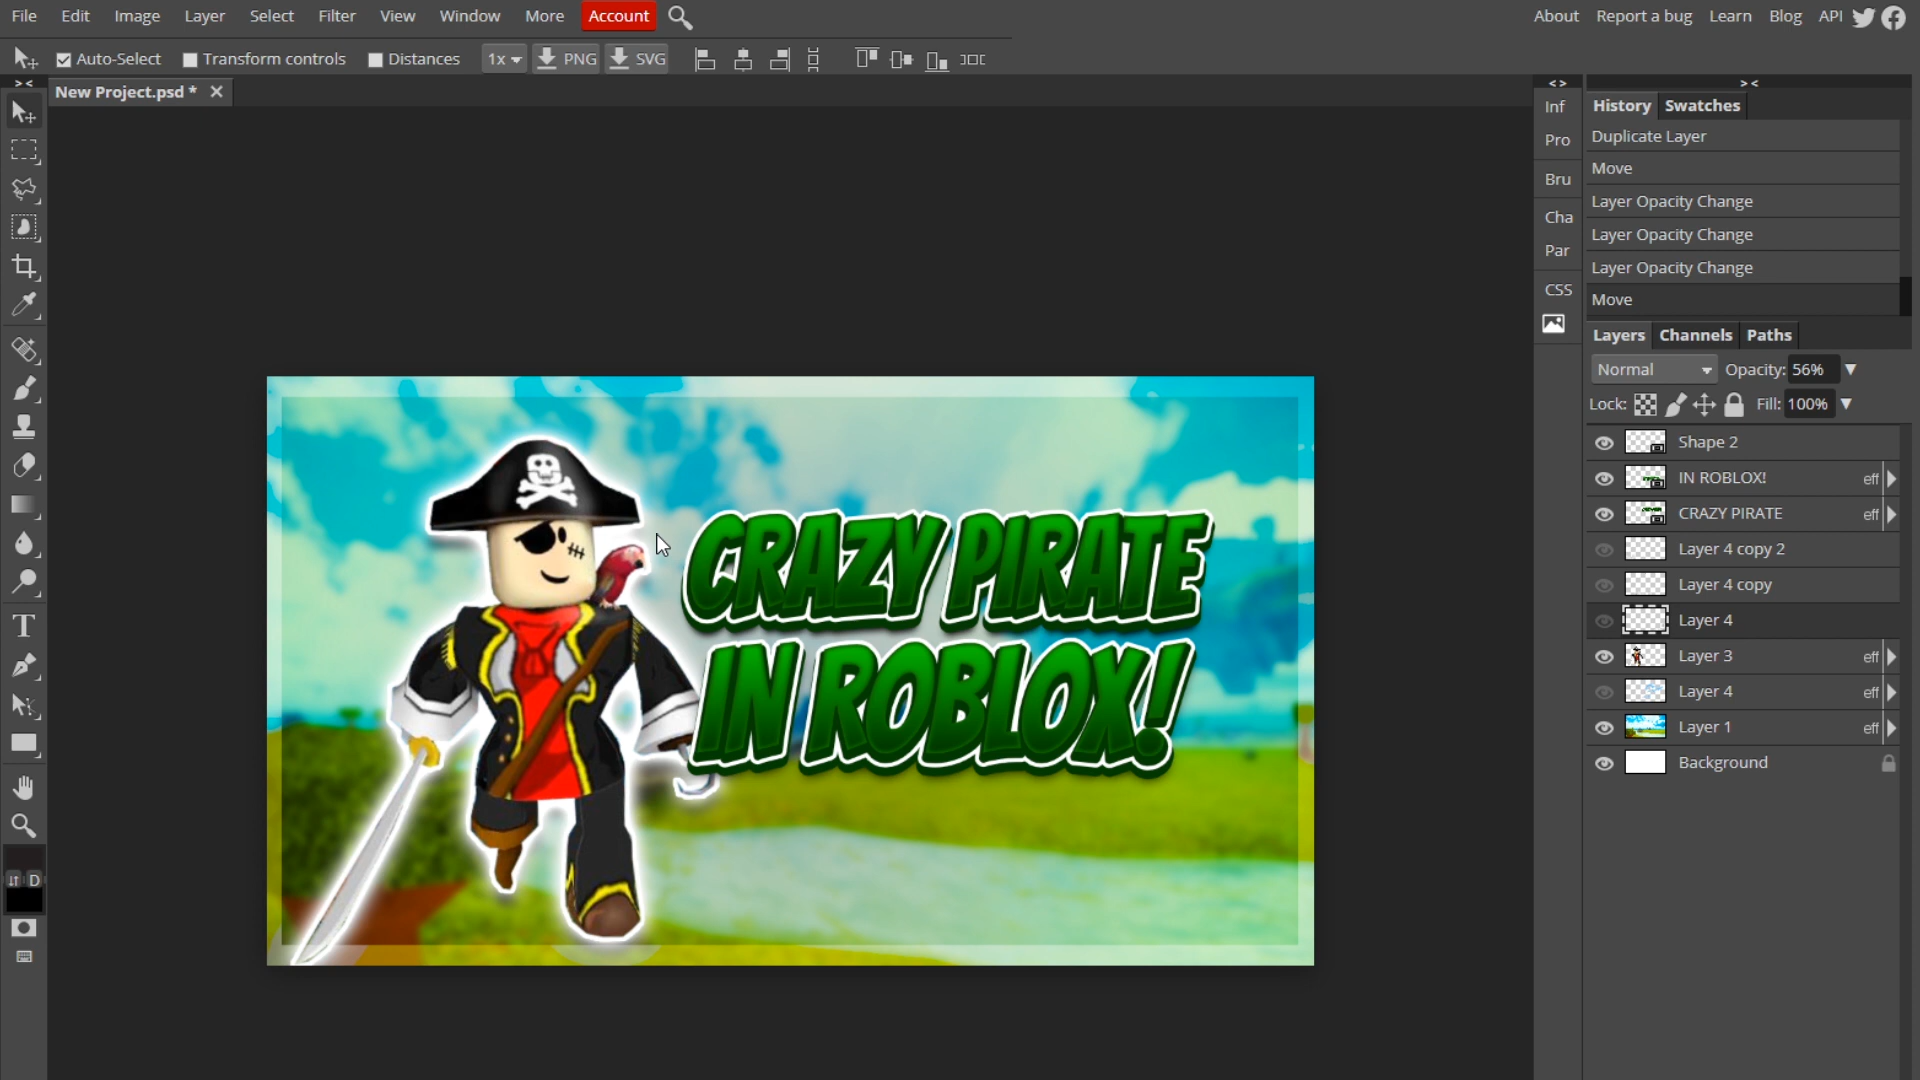 File Edit Image Layer Select Filter View Window More Account About Report a bug Learn Blog API
Auto-Select Transform controls Distances 1x PNG SVG
New Project.psd *
Inf
Pro
Bru
Cha
Par
CSS
History Swatches
Duplicate Layer
Move
Layer Opacity Change
Layer Opacity Change
Layer Opacity Change
Move
Layers Channels Paths
Normal Opacity: 56%
Lock: Fill: 100%
Shape 2
IN ROBLOX! eff
CRAZY PIRATE eff
Layer 4 copy 2
Layer 4 copy
Layer 4
Layer 3 eff
Layer 4 eff
Layer 1 eff
Background
D
CRAZY PIRATE
IN ROBLOX!